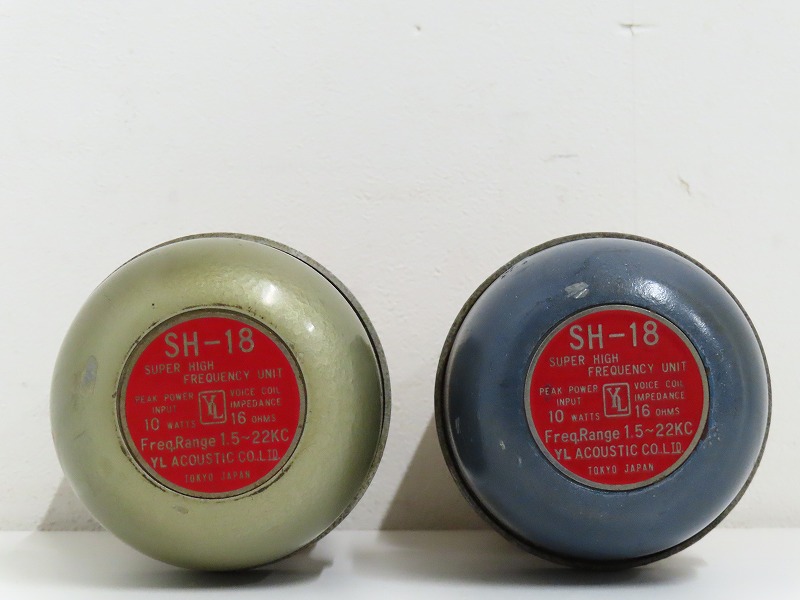 SH-18
SUPER HIGH
FREQUENCY UNIT
PEAK POWER INPUT 10 WATTS
YL
VOICE COIL IMPEDANCE 16 OHMS
Freq.Range 1.5~22KC
YL ACOUSTIC CO.LTD.
TOKYO JAPAN
SH-18
SUPER HIGH
FREQUENCY UNIT
PEAK POWER INPUT 10 WATTS
YL
VOICE COIL IMPEDANCE 16 OHMS
Freq.Range 1.5~22KC
YL ACOUSTIC CO.LTD.
TOKYO JAPAN